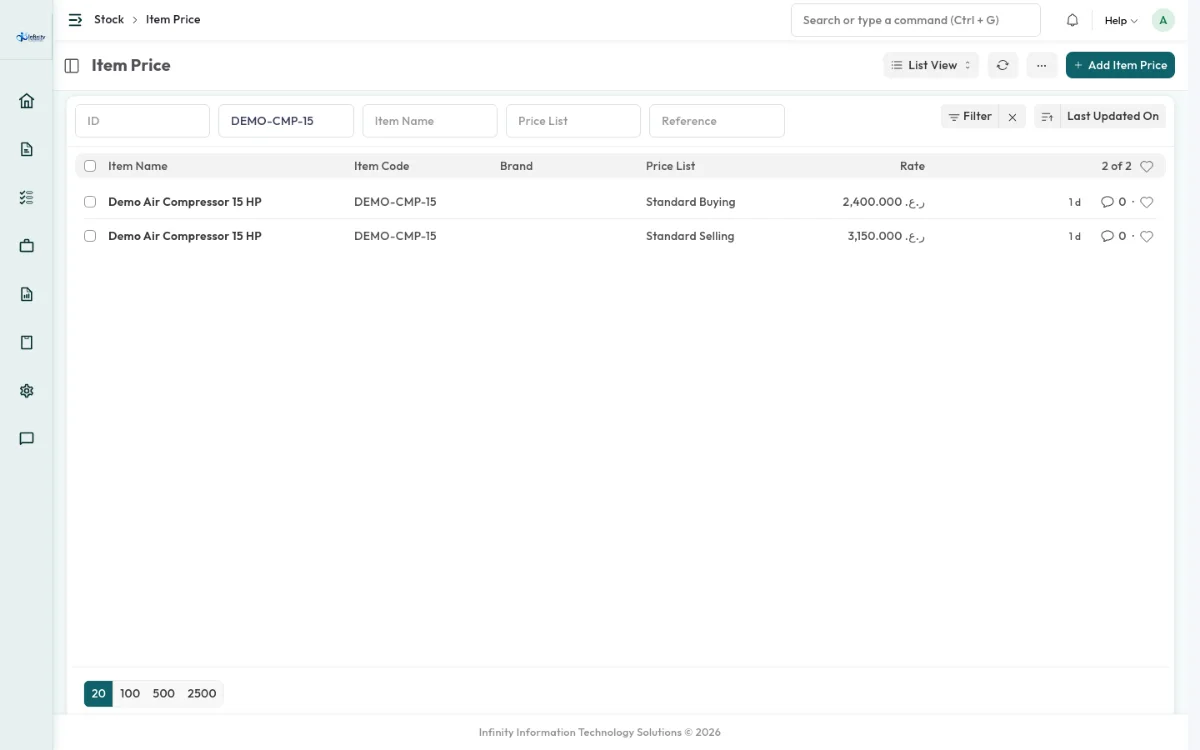 Infinity
Stock > Item Price
Search or type a command (Ctrl + G)
Help
A
Item Price
List View
...
+ Add Item Price
ID
DEMO-CMP-15
Item Name
Price List
Reference
Filter
Last Updated On
Item Name Item Code Brand Price List Rate 2 of 2
Demo Air Compressor 15 HP DEMO-CMP-15 Standard Buying ر.ع. 2,400.000 1 d 0 ·
Demo Air Compressor 15 HP DEMO-CMP-15 Standard Selling ر.ع. 3,150.000 1 d 0 ·
20 100 500 2500
Infinity Information Technology Solutions © 2026